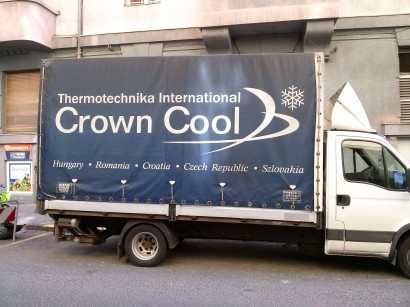 Thermotechnika International
Crown Cool
Hungary • Romania • Croatia • Czech Republic • Szlovakia